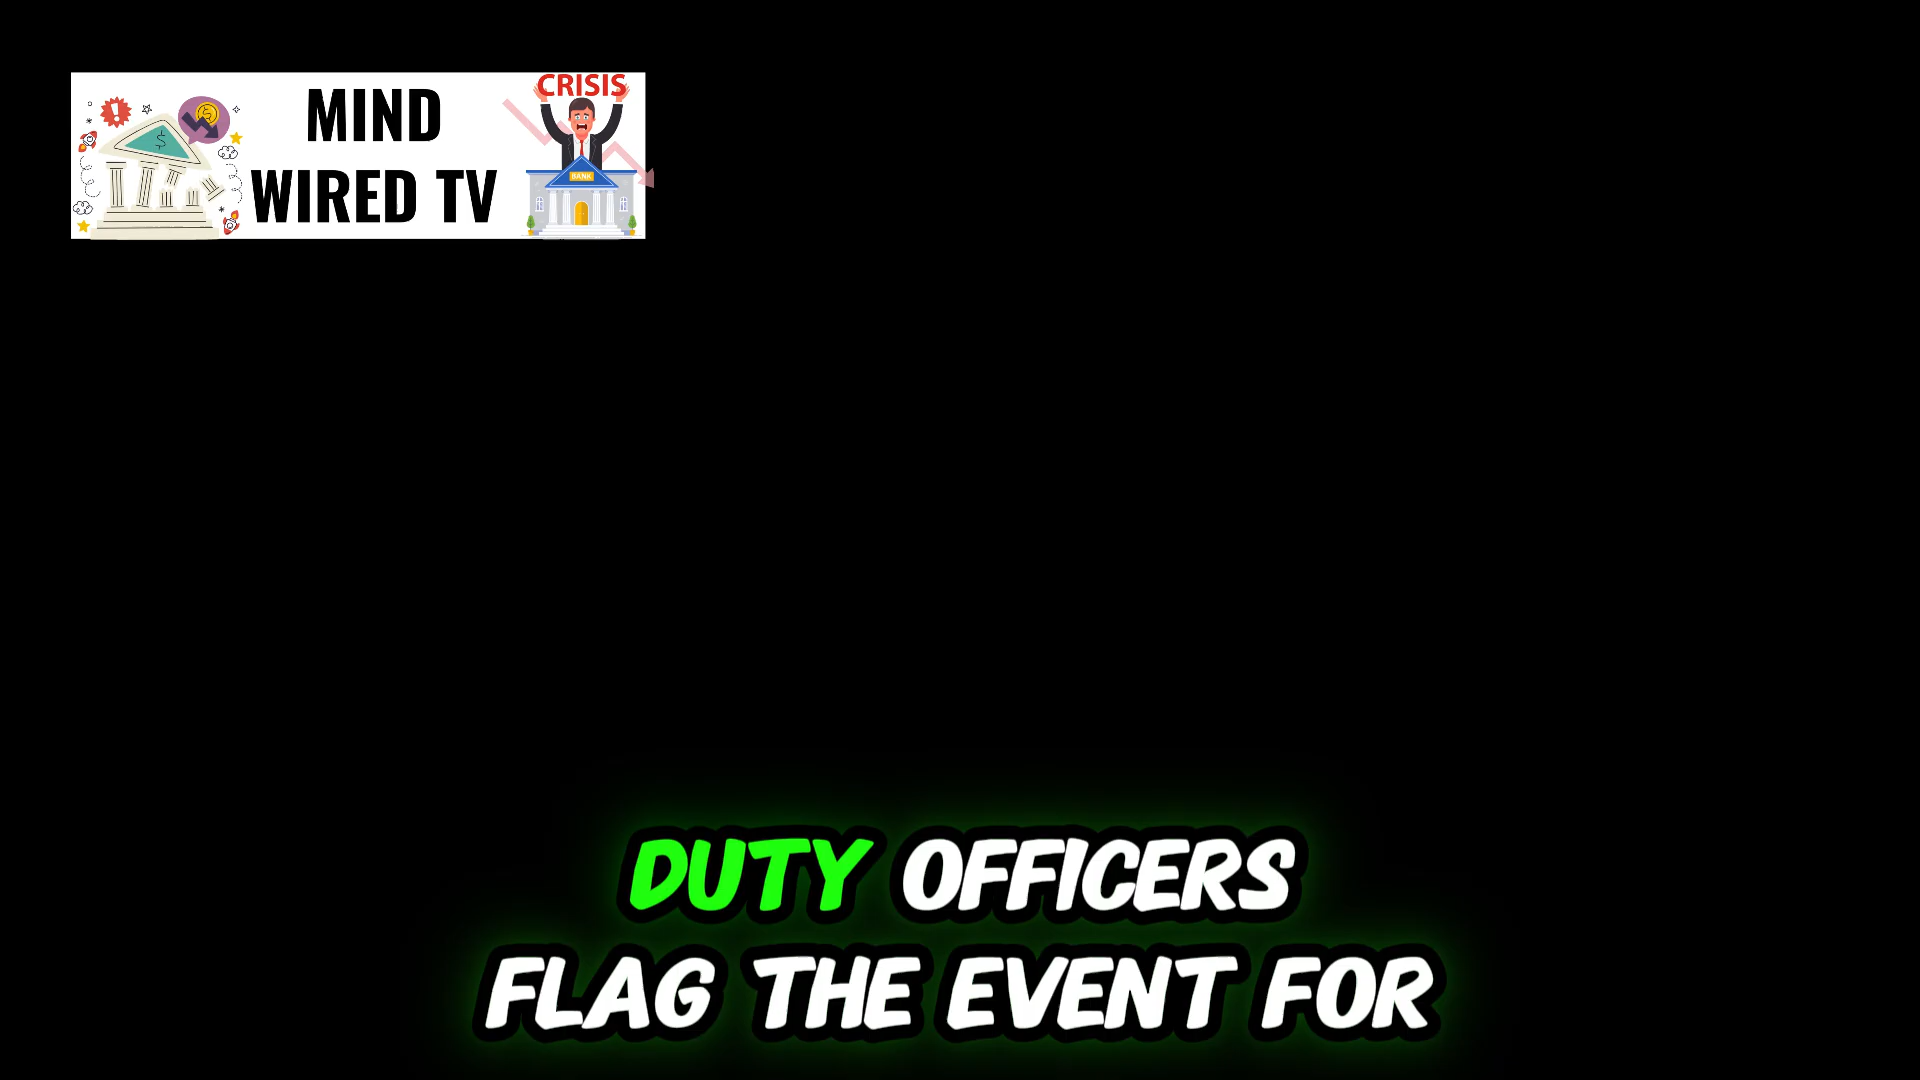 CRISIS
MIND
WIRED TV
BANK
DUTY OFFICERS
FLAG THE EVENT FOR